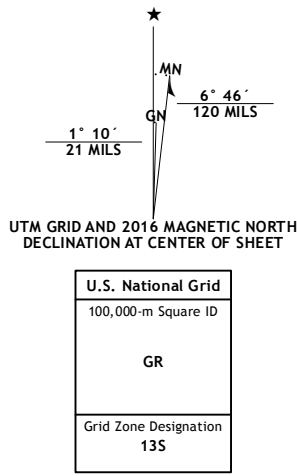 ★
MN
GN
6° 46´
120 MILS
1° 10´
21 MILS
UTM GRID AND 2016 MAGNETIC NORTH
DECLINATION AT CENTER OF SHEET
U.S. National Grid
100,000-m Square ID
GR
Grid Zone Designation
13S